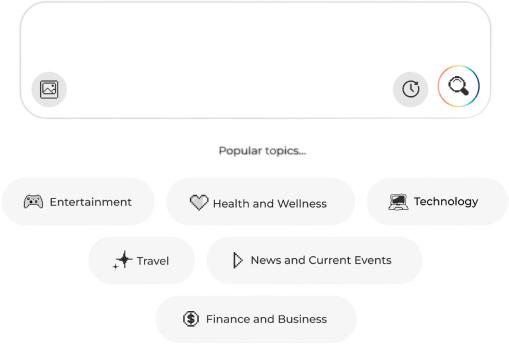 Popular topics...
Entertainment
Health and Wellness
Technology
Travel
News and Current Events
Finance and Business